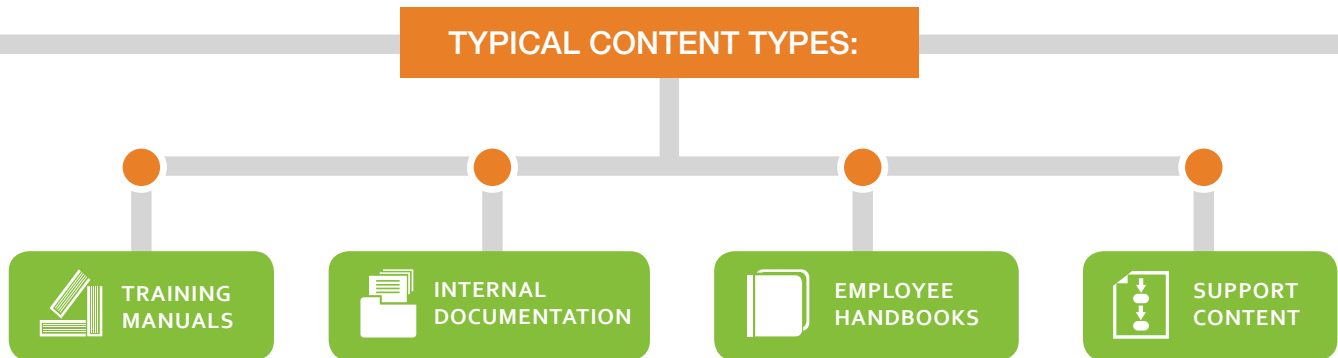 TYPICAL CONTENT TYPES:
TRAINING
MANUALS
INTERNAL
DOCUMENTATION
EMPLOYEE
HANDBOOKS
SUPPORT
CONTENT